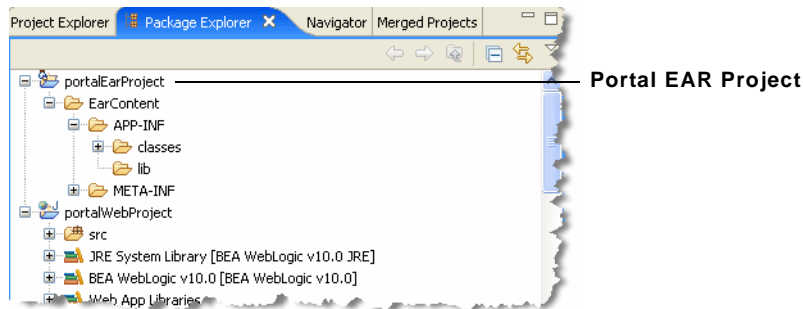 Project Explorer Package Explorer Navigator Merged Projects
portalEarProject
Portal EAR Project
EarContent
APP-INF
classes
lib
META-INF
portalWebProject
src
JRE System Library [BEA WebLogic v10.0 JRE]
BEA WebLogic v10.0 [BEA WebLogic v10.0]
Web App Libraries